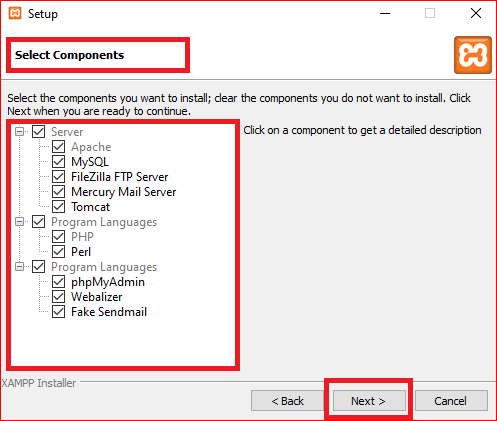 Setup
Select Components
Select the components you want to install; clear the components you do not want to install. Click
Next when you are ready to continue.
Server
Apache
MySQL
FileZilla FTP Server
Mercury Mail Server
Tomcat
Program Languages
PHP
Perl
Program Languages
phpMyAdmin
Webalizer
Fake Sendmail
Click on a component to get a detailed description
XAMPP Installer
< Back
Next >
Cancel